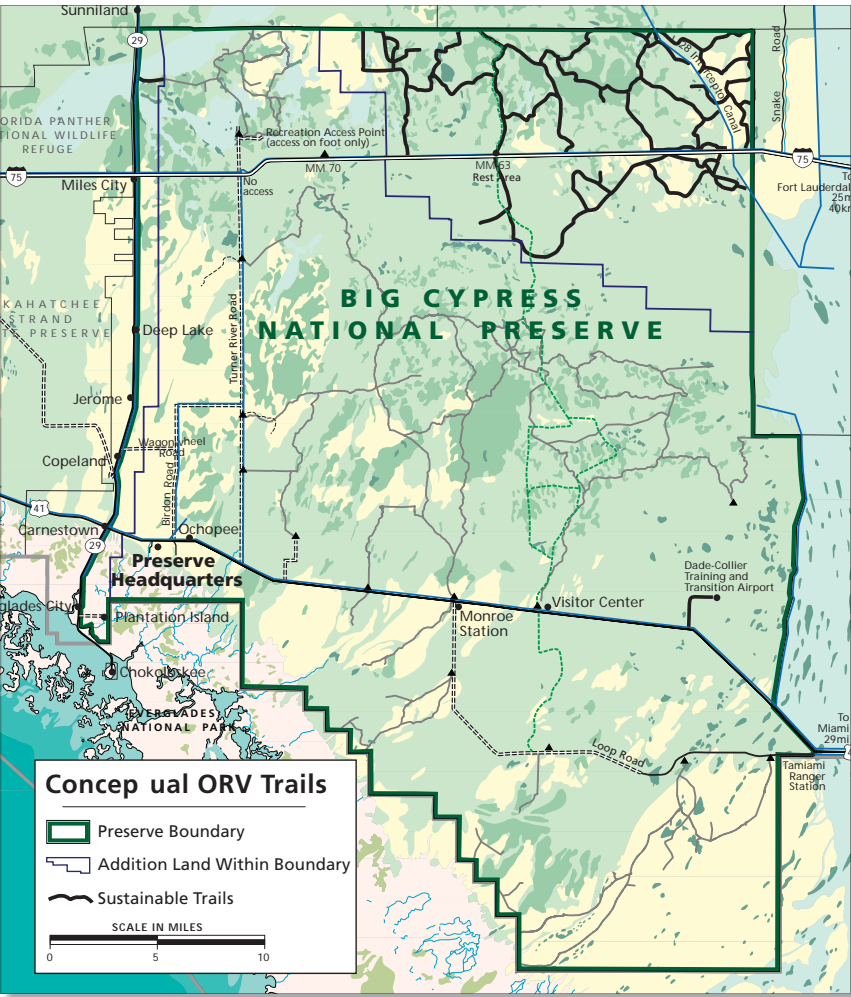 Sunniland
29
Road
Snake
L-28 Interceptor Canal
ORIDA PANTHER
TIONAL WILDLIFE
REFUGE
Recreation Access Point
(access on foot only)
MM 70
MM 63
Rest Area
75
75
To
Fort Lauderdal
25m
40km
Miles City
No
access
BIG CYPRESS
NATIONAL PRESERVE
KAHATCHEE
STRAND
TE PRESERVE
Deep Lake
Turner River Road
Jerome
Wagonwheel
Road
Copeland
Birdon Road
41
Carnestown
29
Ochopee
Preserve
Headquarters
Dade-Collier
Training and
Transition Airport
glades City
Plantation Island
Monroe
Station
Visitor Center
Chokoloskee
EVERGLADES
NATIONAL PARK
Loop Road
To
Miami
29mi
4
Tamiami
Ranger
Station
Concep ual ORV Trails
Preserve Boundary
Addition Land Within Boundary
Sustainable Trails
SCALE IN MILES
0 5 10